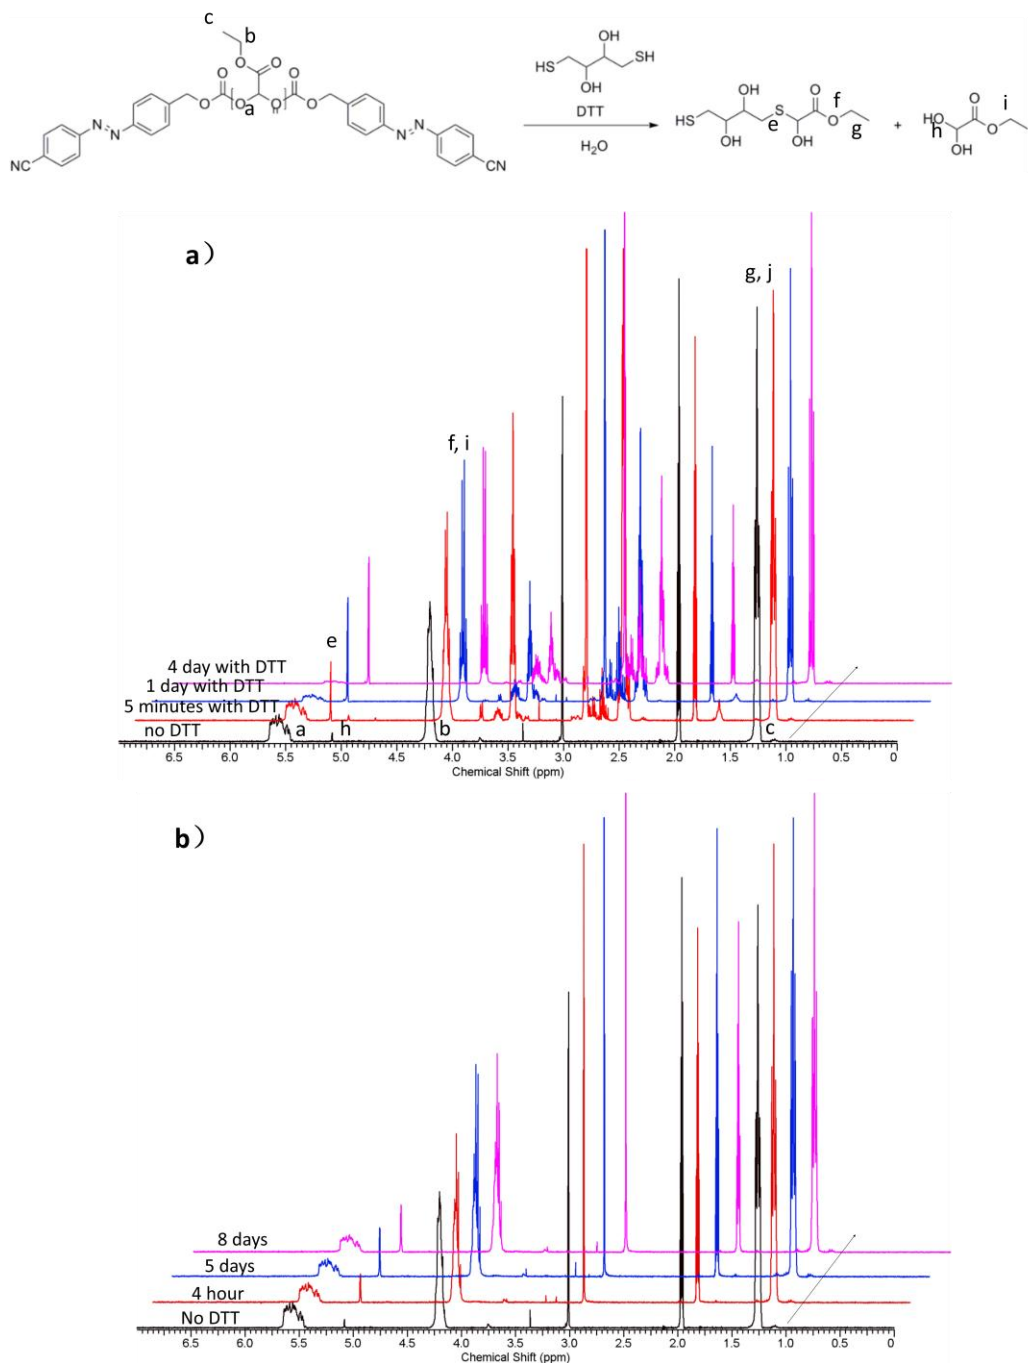 c
b
O
O
O
O
O
O
O
a
O
n
O
O
N
N
N
N
NC
CN
OH
HS
SH
OH
DTT
H₂O
OH
S
O
f
HS
e
O
g
OH
OH
+
HO
h
O
i
O
OH
a）
g, j
f, i
e
4 day with DTT
1 day with DTT
5 minutes with DTT
no DTT
a
h
b
c
6.5 6.0 5.5 5.0 4.5 4.0 3.5 3.0 2.5 2.0 1.5 1.0 0.5 0
Chemical Shift (ppm)
b）
8 days
5 days
4 hour
No DTT
6.5 6.0 5.5 5.0 4.5 4.0 3.5 3.0 2.5 2.0 1.5 1.0 0.5 0
Chemical Shift (ppm)